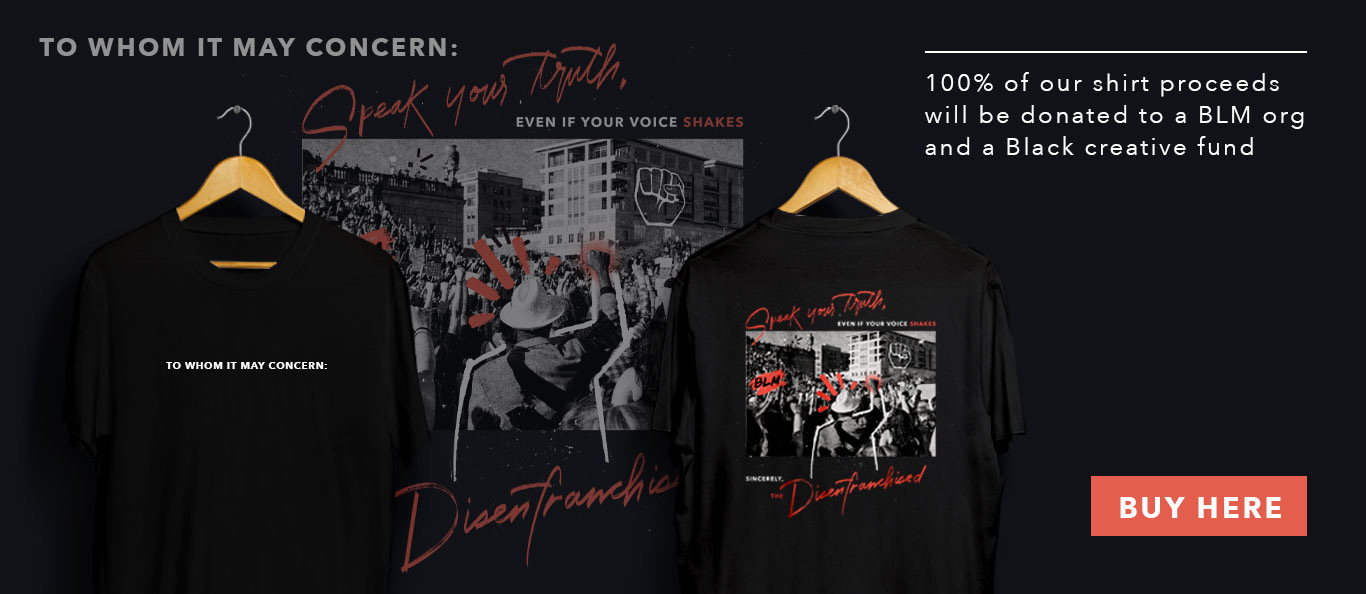 TO WHOM IT MAY CONCERN:
Speak your truth,
EVEN IF YOUR VOICE SHAKES
Disenfranchise
100% of our shirt proceeds
will be donated to a BLM org
and a Black creative fund
TO WHOM IT MAY CONCERN:
Speak your truth,
EVEN IF YOUR VOICE SHAKES
BLM
SINCERELY,
THE Disenfranchised
BUY HERE